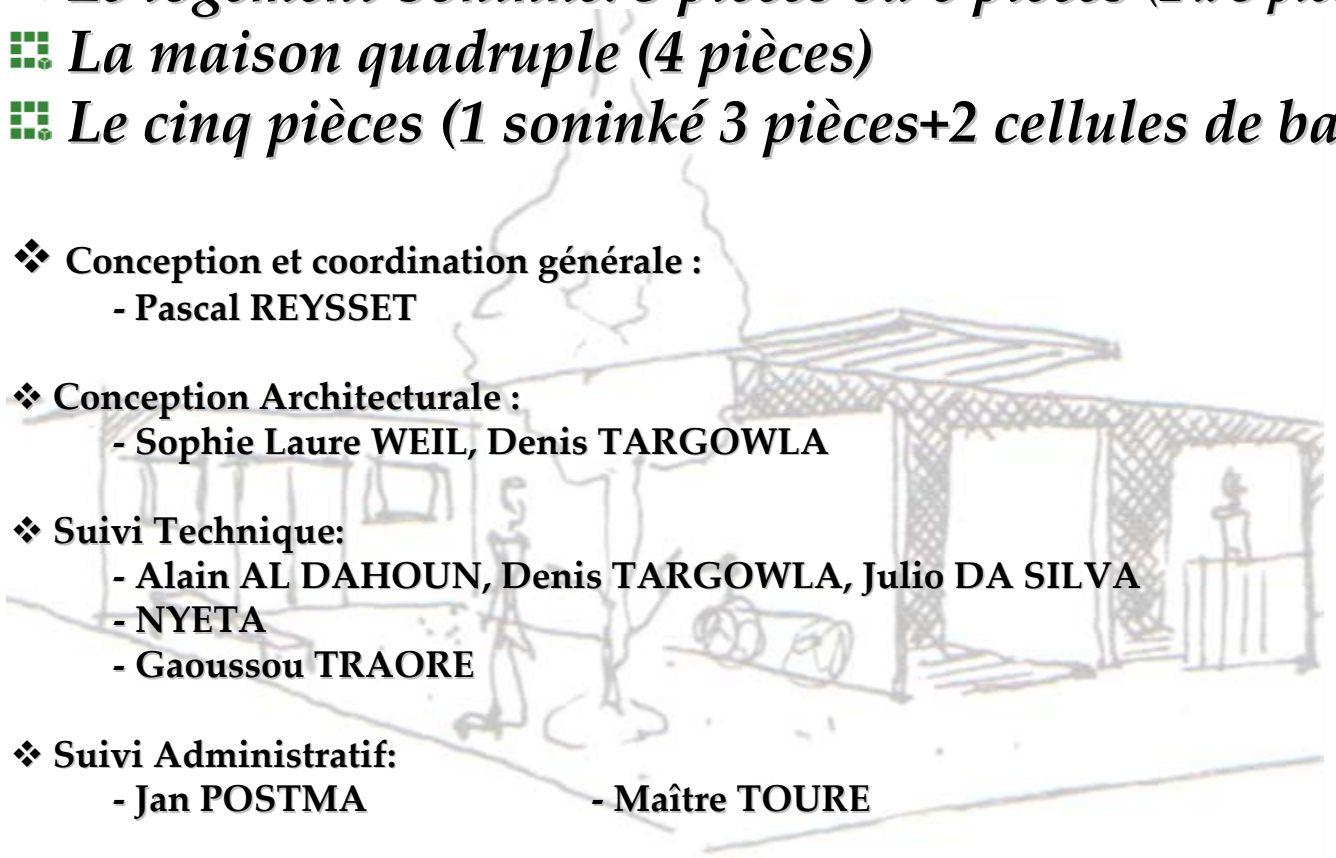 La maison quadruple (4 pièces)
Le cinq pièces (1 soninké 3 pièces+2 cellules de
❖ Conception et coordination générale :
- Pascal REYSSET
❖ Conception Architecturale :
- Sophie Laure WEIL, Denis TARGOWLA
❖ Suivi Technique:
- Alain AL DAHOUN, Denis TARGOWLA, Julio DA SILVA
- NYETA
- Gaoussou TRAORE
❖ Suivi Administratif:
- Jan POSTMA - Maître TOURE